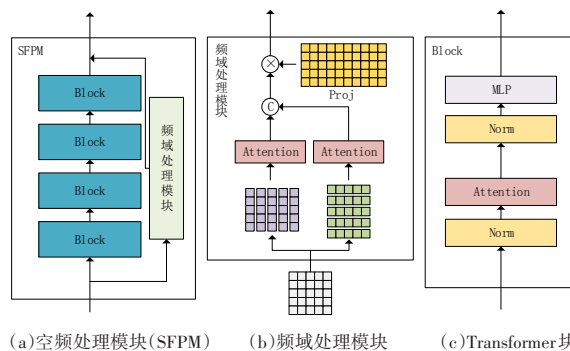 SFPM
Block
Block
Block
Block
频域处理模块
频域处理模块
×
Proj
C
Attention
Attention
Block
MLP
Norm
Attention
Norm
(a)空频处理模块(SFPM)
(b)频域处理模块
(c)Transformer块